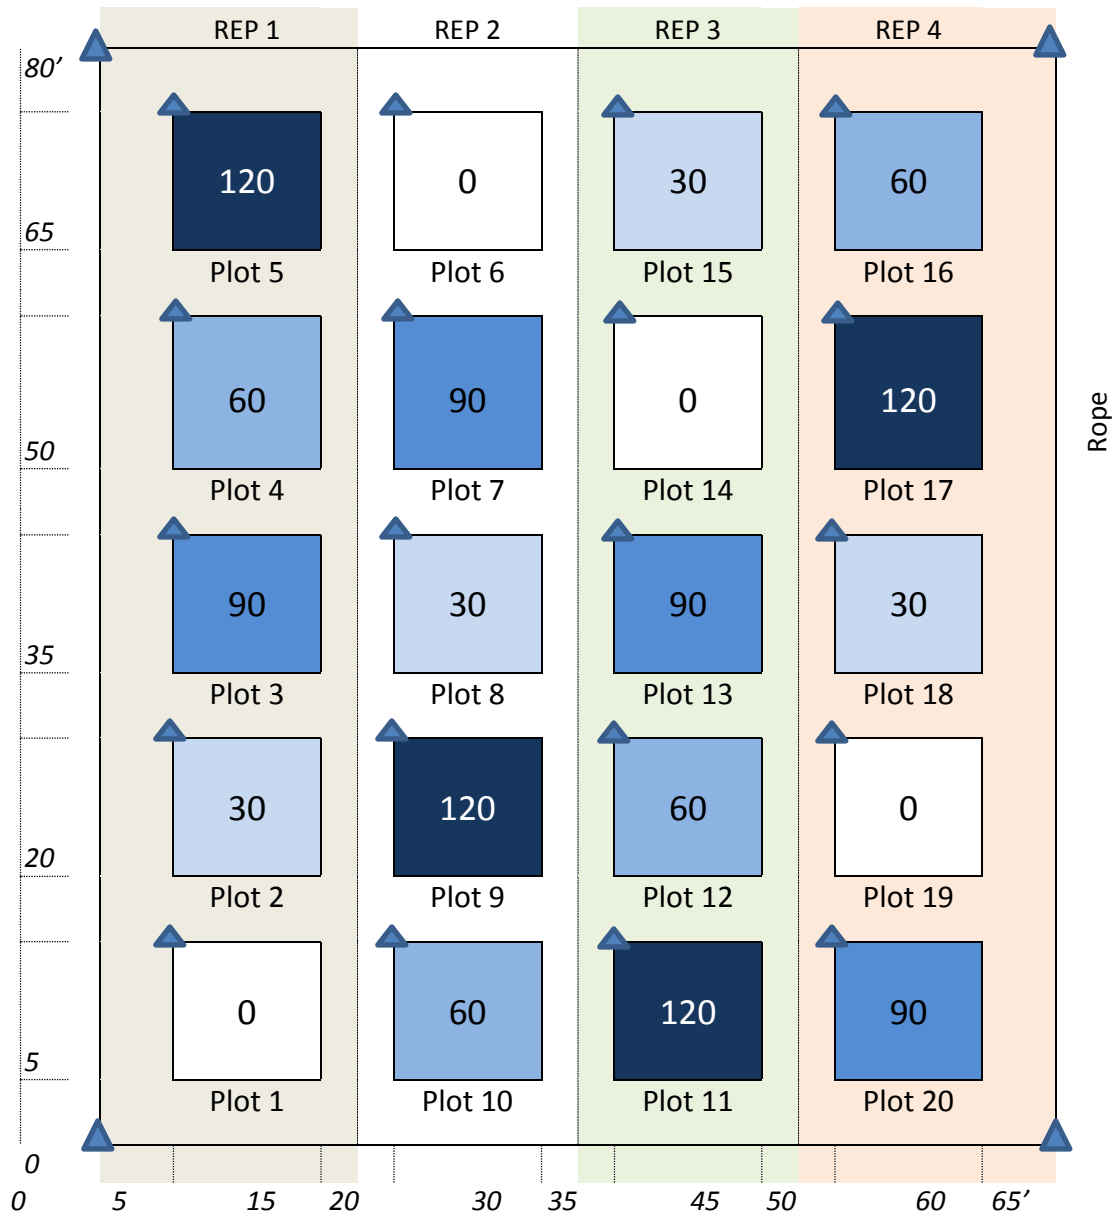 REP 1 REP 2 REP 3 REP 4
80’
120 0 30 60
65
Plot 5 Plot 6 Plot 15 Plot 16
60 90 0 120
Rope
50
Plot 4 Plot 7 Plot 14 Plot 17
90 30 90 30
35
Plot 3 Plot 8 Plot 13 Plot 18
30 120 60 0
20
Plot 2 Plot 9 Plot 12 Plot 19
0 60 120 90
5
Plot 1 Plot 10 Plot 11 Plot 20
0
0 5 15 20 30 35 45 50 60 65’